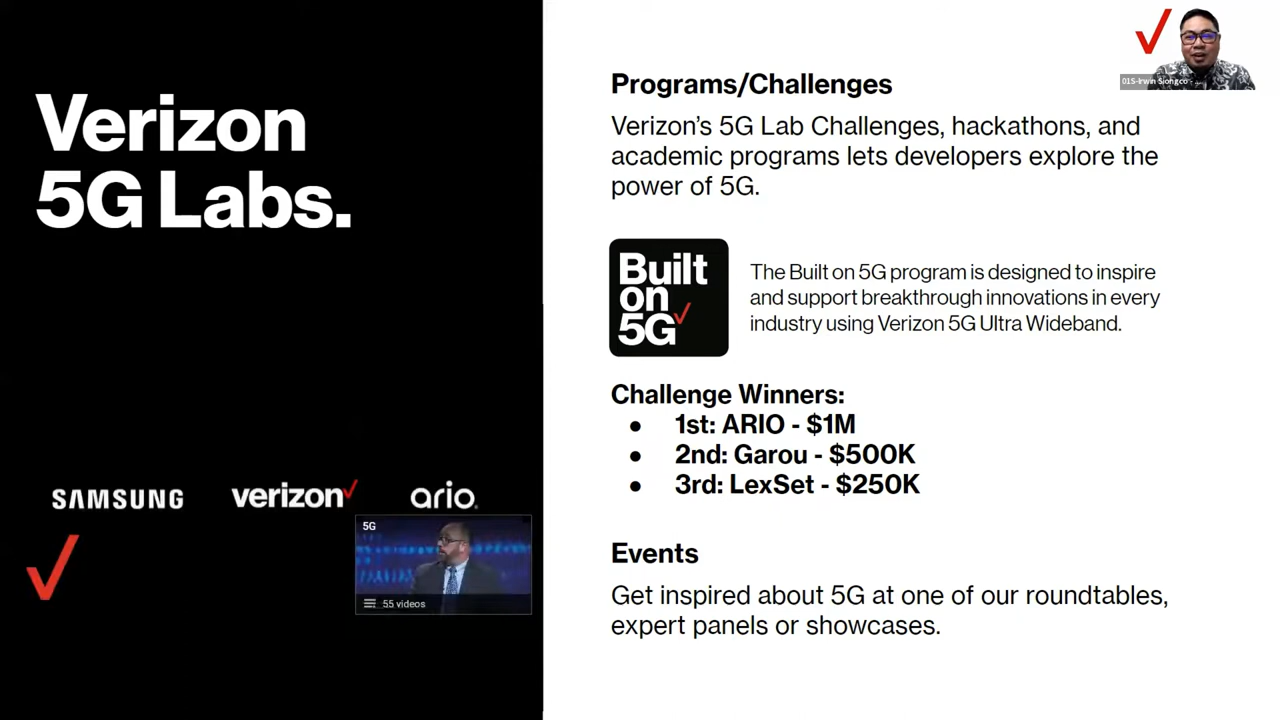 Verizon
5G Labs.
SAMSUNG
verizon
ario
5G
55 videos
01S-Irwin Siongco - ...
Programs/Challenges
Verizon's 5G Lab Challenges, hackathons, and
academic programs lets developers explore the
power of 5G.
Built
on
5G
The Built on 5G program is designed to inspire
and support breakthrough innovations in every
industry using Verizon 5G Ultra Wideband.
Challenge Winners:
● 1st: ARIO - $1M
● 2nd: Garou - $500K
● 3rd: LexSet - $250K
Events
Get inspired about 5G at one of our roundtables,
expert panels or showcases.